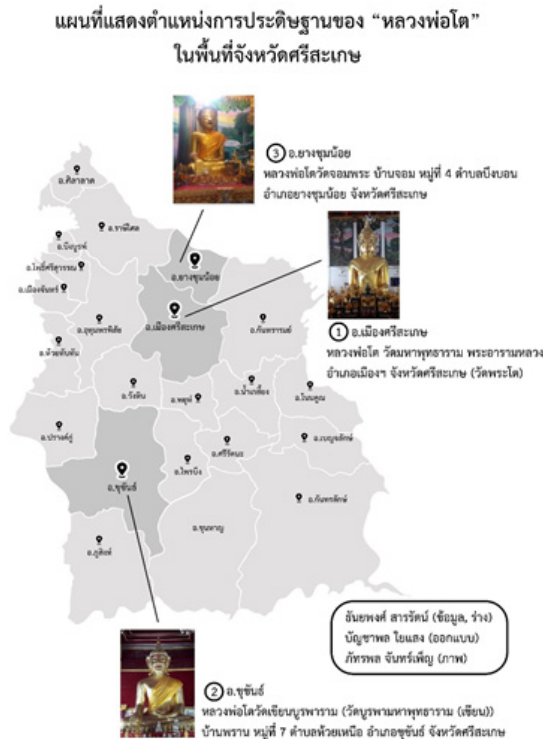 แผนที่แสดงตำแหน่งการประดิษฐานของ “หลวงพ่อโต”
ในพื้นที่จังหวัดศรีสะเกษ
③ อ.ยางชุมน้อย
หลวงพ่อโตวัดจอมพระ บ้านจอม หมู่ที่ 4 ตำบลบึงบอน
อำเภอยางชุมน้อย จังหวัดศรีสะเกษ
อ.ศิลาลาด
อ.ราษีไศล
อ.บึงบูรพ์
อ.ยางชุมน้อย
อ.โพธิ์ศรีสุวรรณ
อ.เมืองจันทร์
อ.อุทุมพรพิสัย
อ.เมืองศรีสะเกษ
อ.กันทรารมย์
① อ.เมืองศรีสะเกษ
หลวงพ่อโต วัดมหาพุทธาราม พระอารามหลวง
อำเภอเมืองฯ จังหวัดศรีสะเกษ (วัดพระโต)
อ.ห้วยทับทัน
อ.วังหิน
อ.พยุห์
อ.น้ำเกลี้ยง
อ.โนนคูณ
อ.ปรางค์กู่
อ.ศรีรัตนะ
อ.เบญจลักษ์
อ.ไพรบึง
อ.ขุขันธ์
อ.กันทรลักษ์
อ.ขุนหาญ
อ.ภูสิงห์
ธันยพงศ์ สารรัตน์ (ข้อมูล, ร่าง)
บัญชาพล ใยแสง (ออกแบบ)
ภัทรพล จันทร์เพ็ญ (ภาพ)
② อ.ขุขันธ์
หลวงพ่อโตวัดเขียนบูรพาราม (วัดบูรพามหาพุทธาราม (เขียน))
บ้านพราน หมู่ที่ 7 ตำบลห้วยเหนือ อำเภอขุขันธ์ จังหวัดศรีสะเกษ